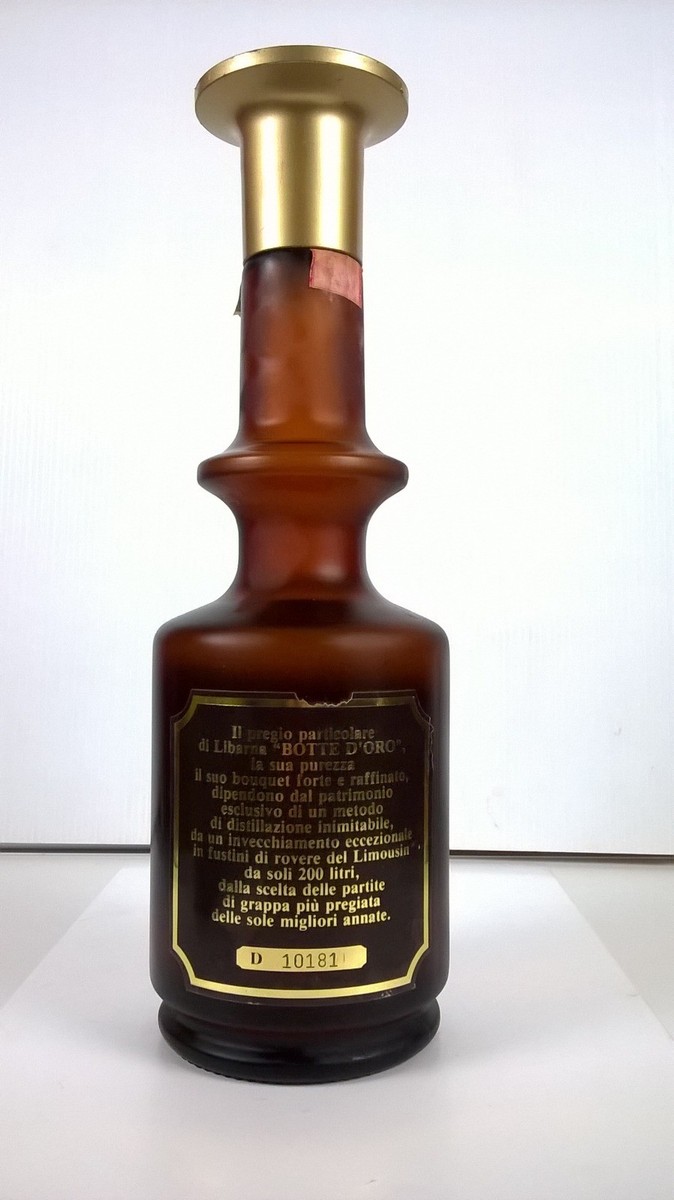 Il pregio particolare
di Libarna "BOTTE D'ORO",
la sua purezza
il suo bouquet forte e raffinato,
dipendono dal patrimonio
esclusivo di un metodo
di distillazione inimitabile,
da un invecchiamento eccezionale
in fustini di rovere del Limousin
da soli 200 litri,
dalla scelta delle partite
di grappa più pregiata
delle sole migliori annate.
D 10181